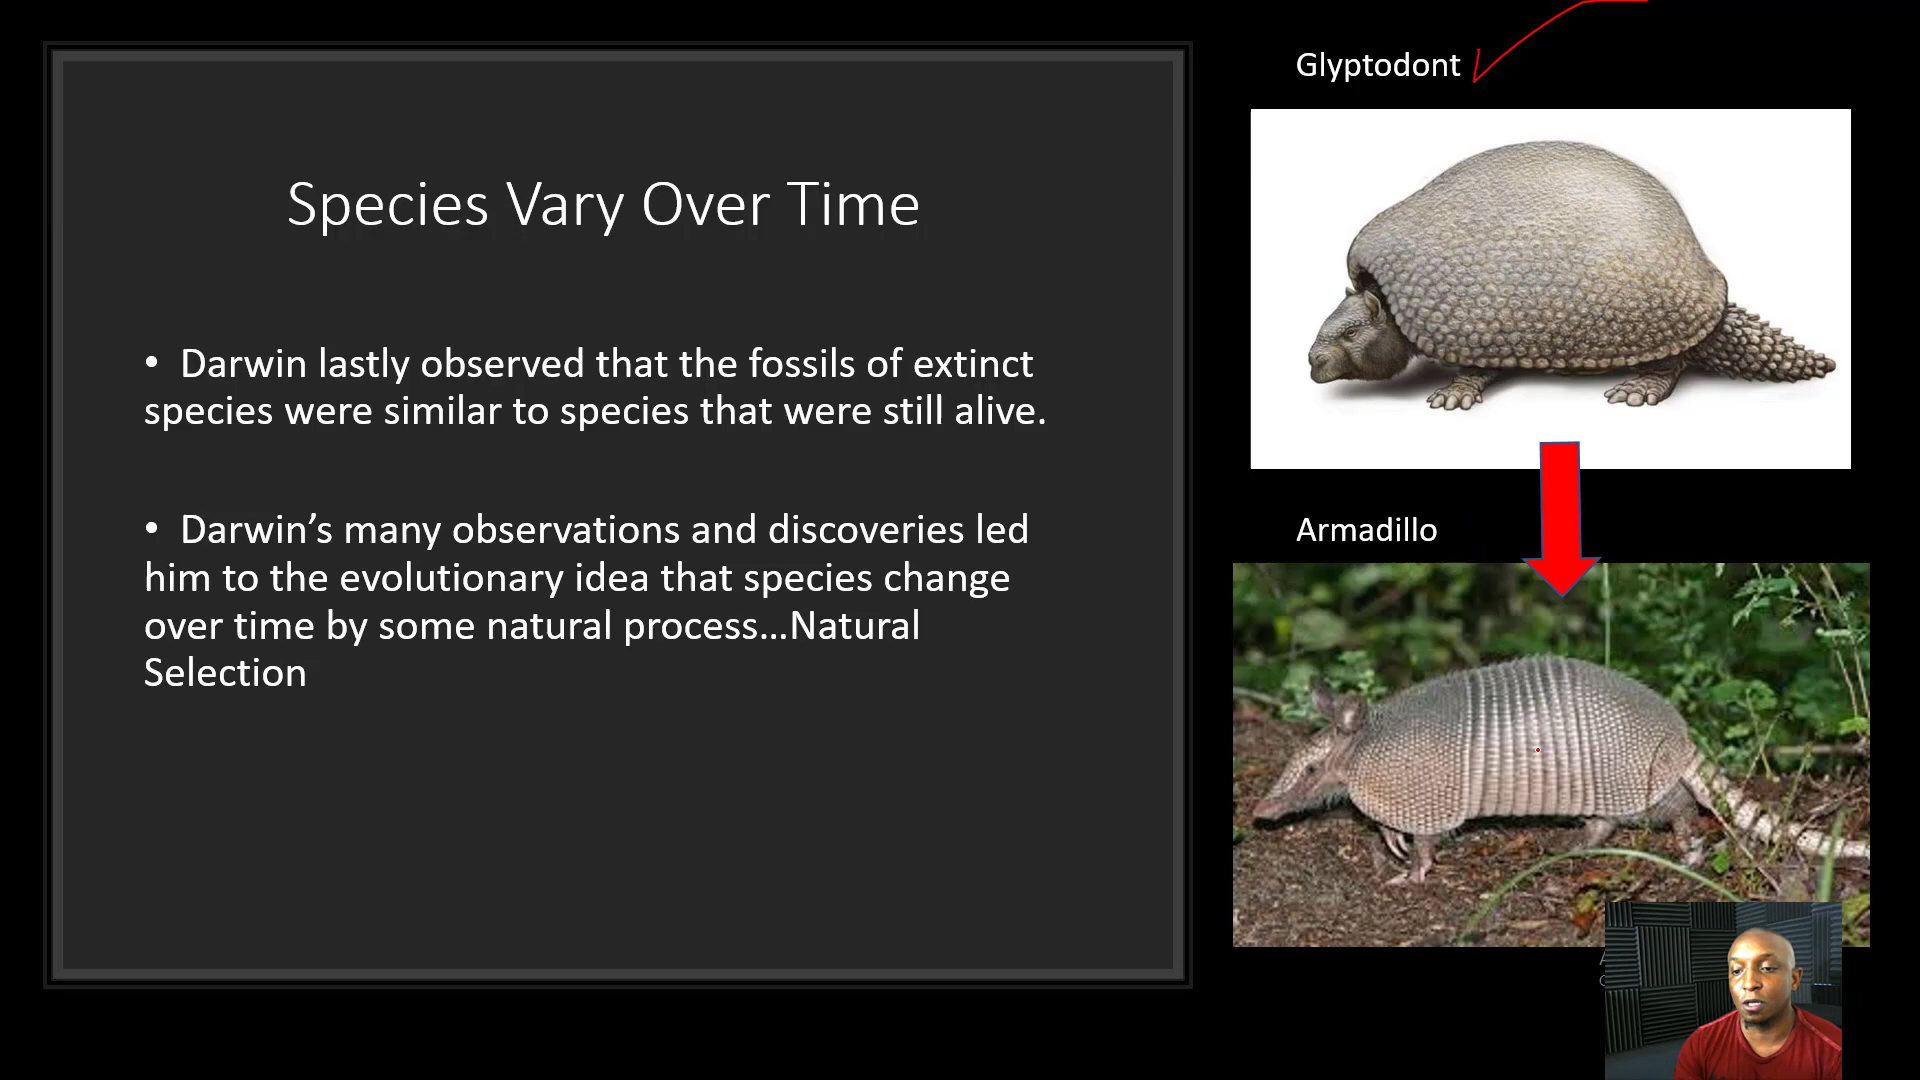 Species Vary Over Time
• Darwin lastly observed that the fossils of extinct
species were similar to species that were still alive.
• Darwin’s many observations and discoveries led
him to the evolutionary idea that species change
over time by some natural process…Natural
Selection
Glyptodont
Armadillo